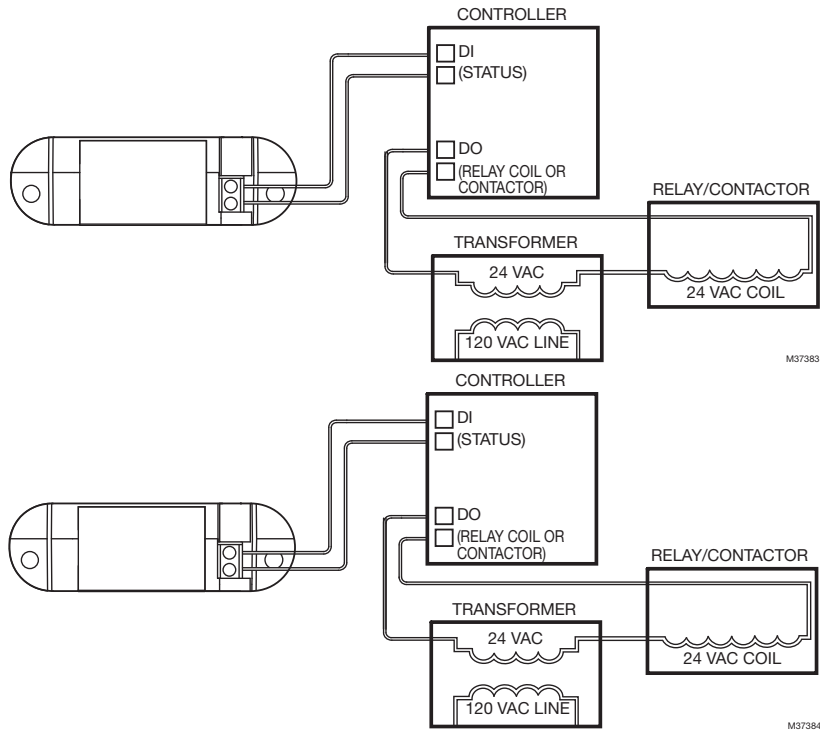 CONTROLLER
DI
(STATUS)
DO
(RELAY COIL OR
CONTACTOR)
RELAY/CONTACTOR
TRANSFORMER
24 VAC
24 VAC COIL
120 VAC LINE
M37383
CONTROLLER
DI
(STATUS)
DO
(RELAY COIL OR
CONTACTOR)
RELAY/CONTACTOR
TRANSFORMER
24 VAC
24 VAC COIL
120 VAC LINE
M37384